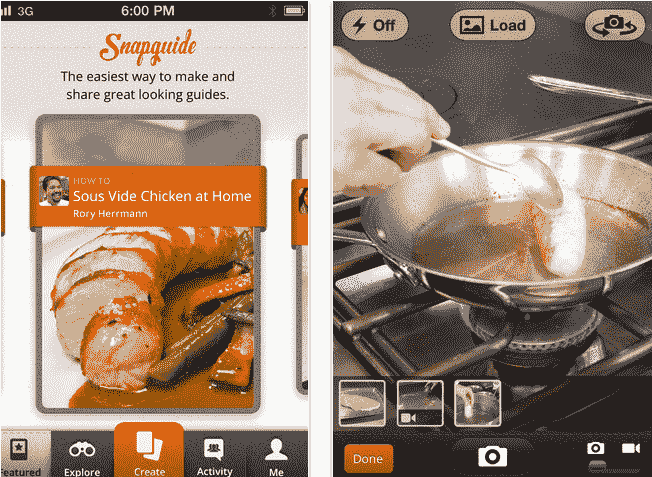 3G
6:00 PM
Snapguide
The easiest way to make and
share great looking guides.
HOW TO
Sous Vide Chicken at Home
Rory Herrmann
Featured
Explore
Create
Activity
Me
Off
Load
Done